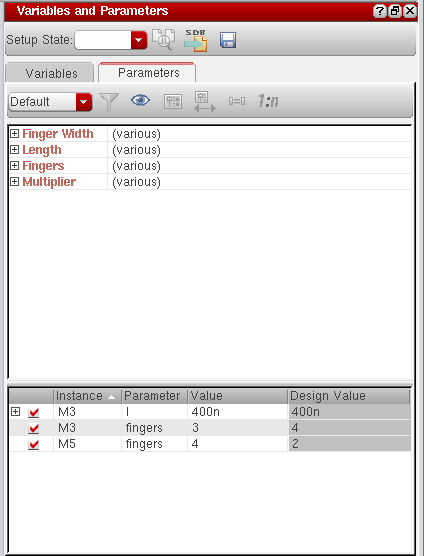 Variables and Parameters
Setup State: SDB
Variables Parameters
Default 1:n
Finger Width (various)
Length (various)
Fingers (various)
Multiplier (various)
Instance Parameter Value Design Value
M3 l 400n 400n
M3 fingers 3 4
M5 fingers 4 2